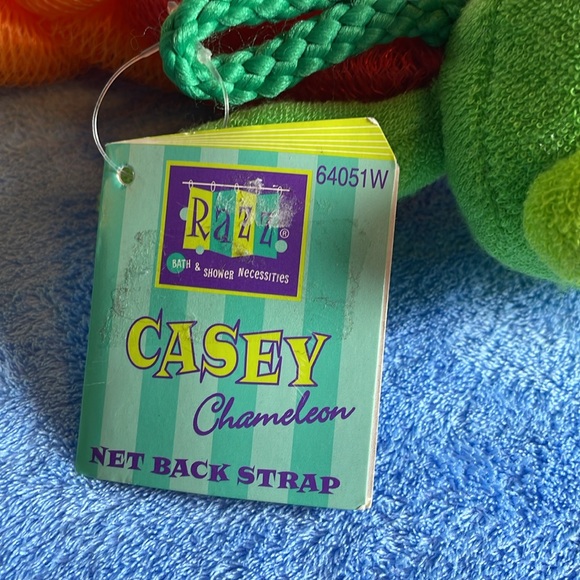 64051W
Razz®
BATH & SHOWER NECESSITIES
CASEY
Chameleon
NET BACK STRAP